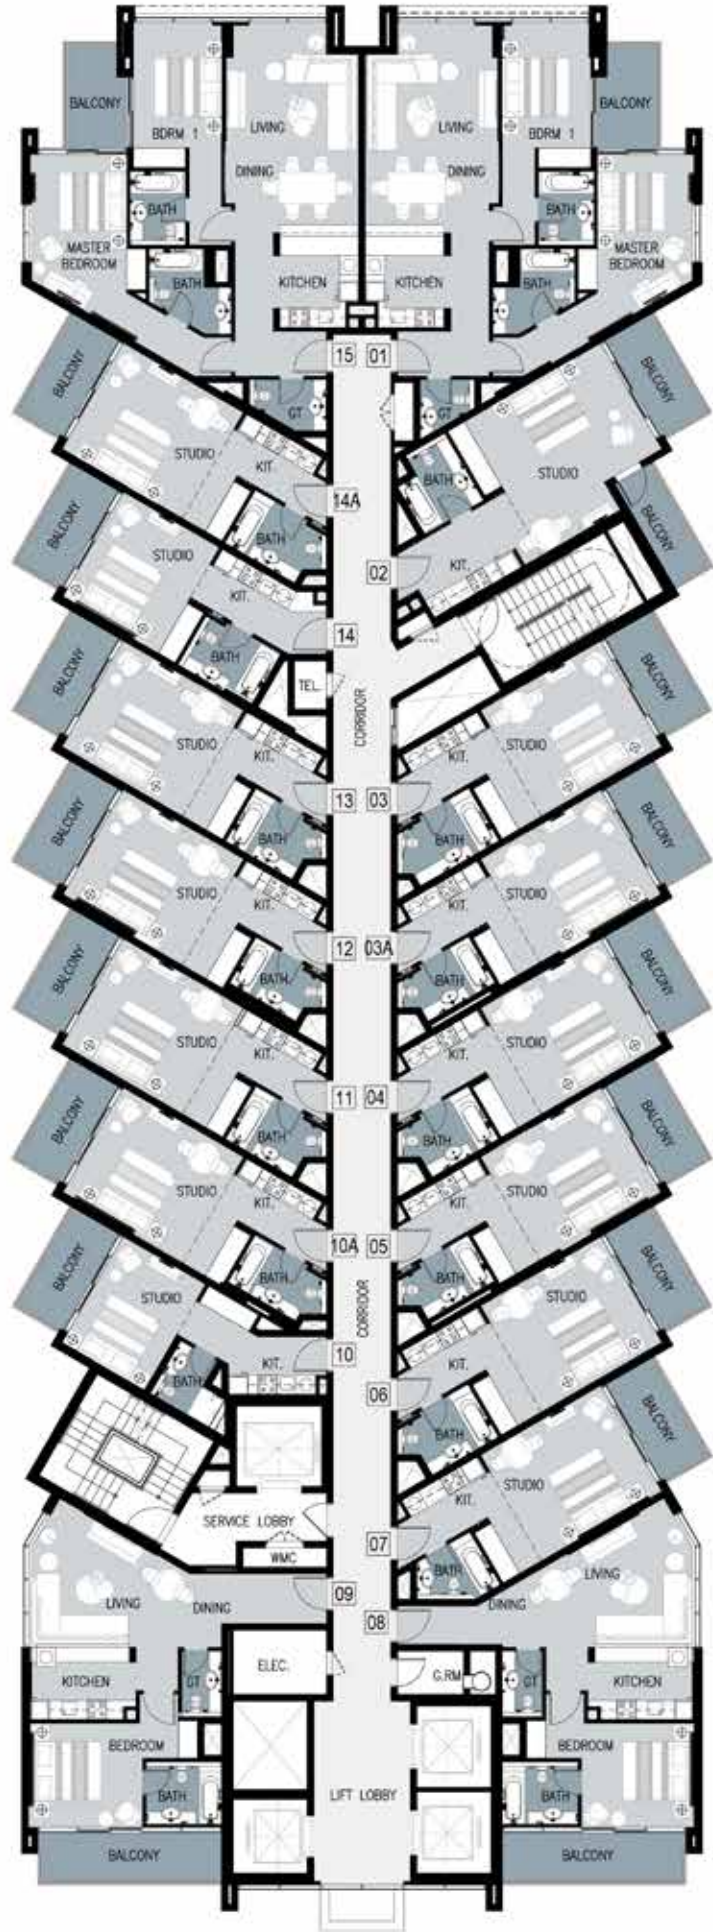 BALCONY
BDRM 1
LIVING
DINING
BATH
MASTER
BEDROOM
BATH
KITCHEN
LIVING
DINING
BDRM 1
BALCONY
BATH
MASTER
BEDROOM
BATH
KITCHEN
15
01
GT
GT
BALCONY
STUDIO
KIT.
14A
BATH
BALCONY
STUDIO
BATH
KIT.
02
BALCONY
BALCONY
STUDIO
KIT.
14
BATH
TEL.
CORRIDOR
BALCONY
STUDIO
KIT.
13
BATH
BALCONY
STUDIO
KIT.
03
BATH
BALCONY
STUDIO
KIT.
12
BATH
BALCONY
STUDIO
KIT.
03A
BATH
BALCONY
STUDIO
KIT.
11
BATH
BALCONY
STUDIO
KIT.
04
BATH
BALCONY
STUDIO
KIT.
10A
BATH
BALCONY
STUDIO
KIT.
05
BATH
CORRIDOR
BALCONY
STUDIO
KIT.
10
BATH
BALCONY
STUDIO
KIT.
06
BATH
BALCONY
STUDIO
KIT.
07
BATH
SERVICE LOBBY
WMC
09
LIVING
DINING
KITCHEN
GT
BEDROOM
BATH
BALCONY
08
DINING
LIVING
KITCHEN
GT
BEDROOM
BATH
BALCONY
ELEC.
G.RM
LIFT LOBBY